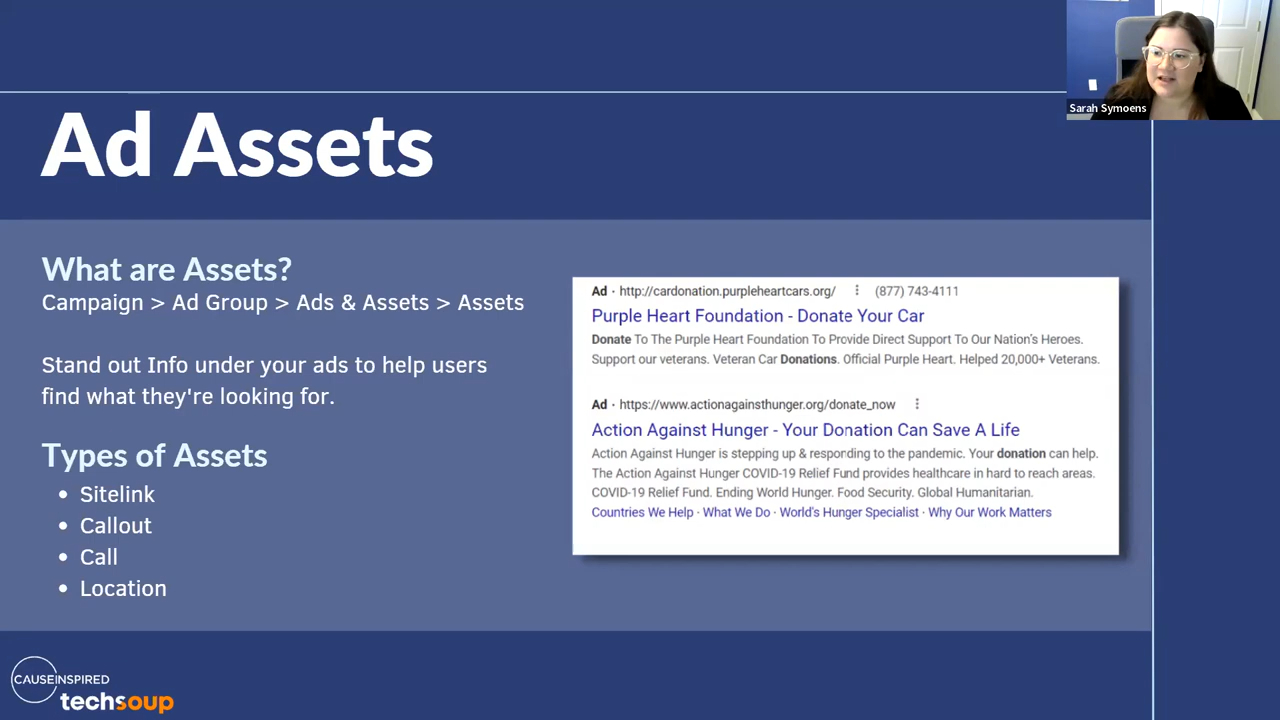 Sarah Symoens
Ad Assets
What are Assets?
Campaign > Ad Group > Ads & Assets > Assets
Stand out Info under your ads to help users
find what they're looking for.
Types of Assets
• Sitelink
• Callout
• Call
• Location
Ad · http://cardonation.purpleheartcars.org/ ⋮ (877) 743-4111
Purple Heart Foundation - Donate Your Car
Donate To The Purple Heart Foundation To Provide Direct Support To Our Nation's Heroes.
Support our veterans. Veteran Car Donations. Official Purple Heart. Helped 20,000+ Veterans.
Ad · https://www.actionagainsthunger.org/donate_now ⋮
Action Against Hunger - Your Donation Can Save A Life
Action Against Hunger is stepping up & responding to the pandemic. Your donation can help.
The Action Against Hunger COVID-19 Relief Fund provides healthcare in hard to reach areas.
COVID-19 Relief Fund. Ending World Hunger. Food Security. Global Humanitarian.
Countries We Help · What We Do · World's Hunger Specialist · Why Our Work Matters
CAUSEINSPIRED
techsoup